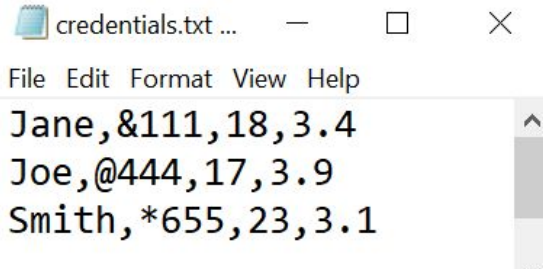 credentials.txt ...
File Edit Format View Help
Jane,&111,18,3.4
Joe,@444,17,3.9
Smith,*655,23,3.1